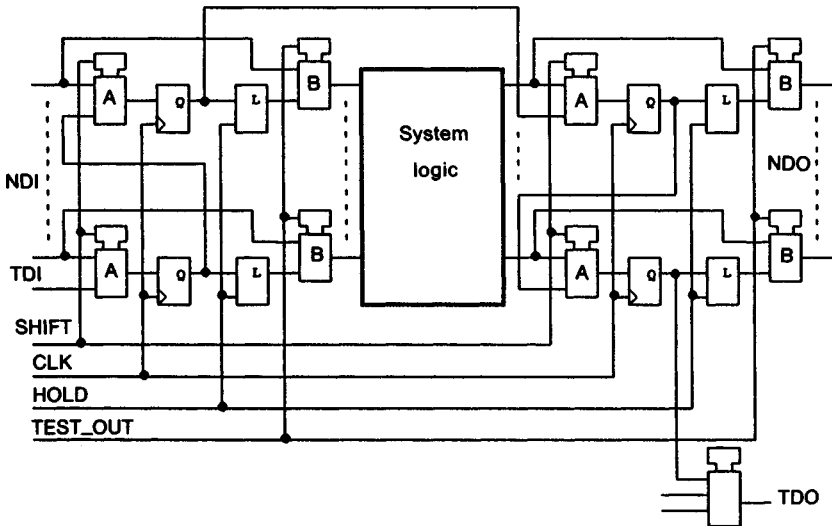 A
Q
L
B
System
logic
A
Q
L
B
NDI
NDO
A
Q
L
B
A
Q
L
B
TDI
SHIFT
CLK
HOLD
TEST_OUT
TDO